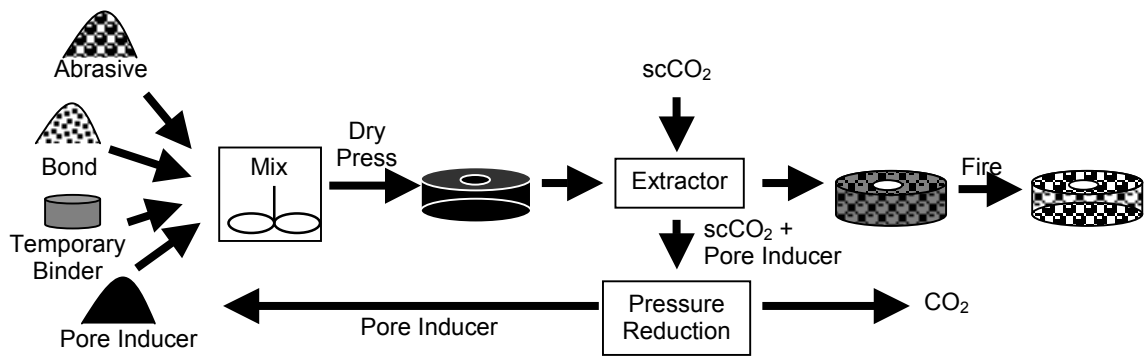 Abrasive
Bond
Temporary
Binder
Pore Inducer
Mix
Dry
Press
scCO₂
Extractor
scCO₂ +
Pore Inducer
Pressure
Reduction
Pore Inducer
CO₂
Fire